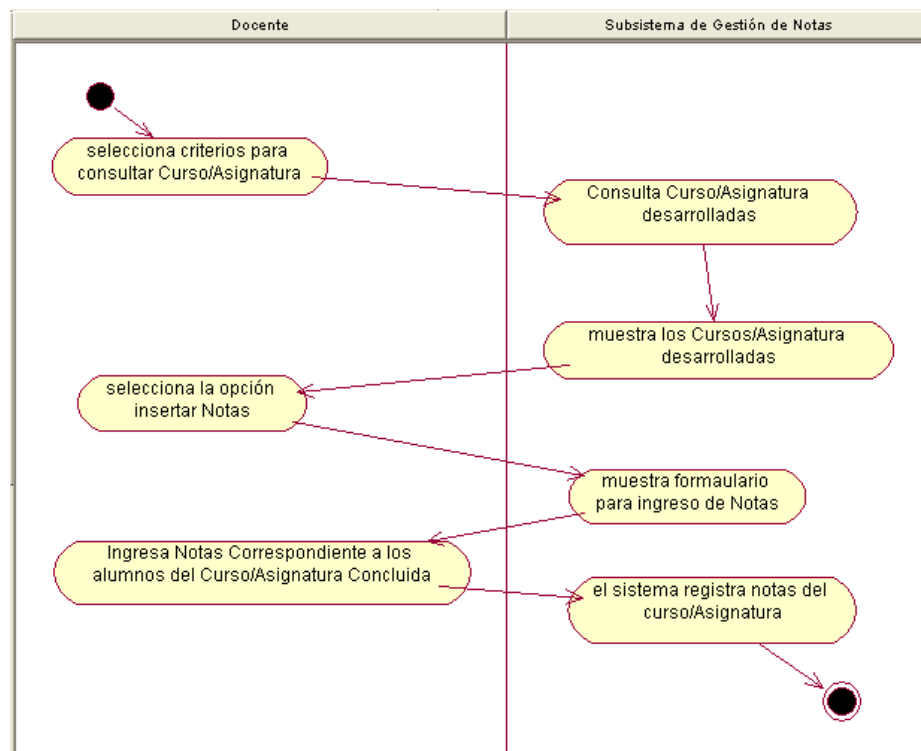 Docente
Subsistema de Gestión de Notas
selecciona criterios para
consultar Curso/Asignatura
Consulta Curso/Asignatura
desarrolladas
muestra los Cursos/Asignatura
desarrolladas
selecciona la opción
insertar Notas
muestra formaulario
para ingreso de Notas
Ingresa Notas Correspondiente a los
alumnos del Curso/Asignatura Concluida
el sistema registra notas del
curso/Asignatura